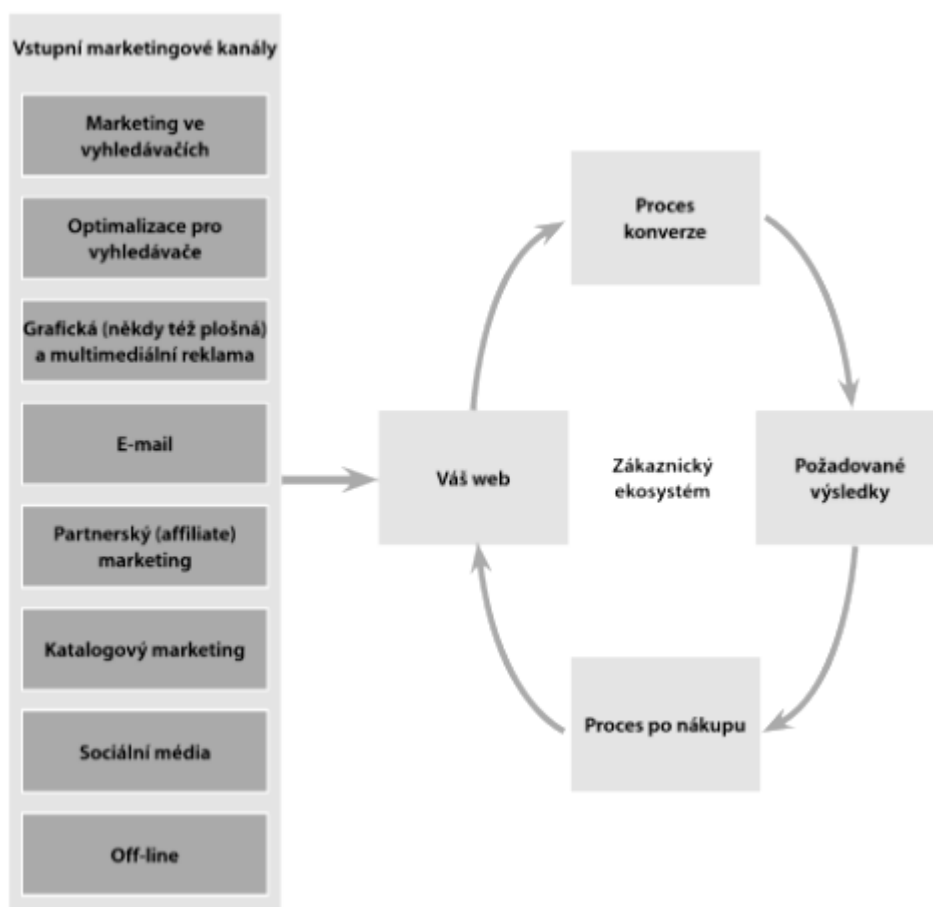 Vstupní marketingové kanály
Marketing ve
vyhledávačích
Optimalizace pro
vyhledávače
Grafická (někdy též plošná)
a multimediální reklama
E-mail
Partnerský (affiliate)
marketing
Katalogový marketing
Sociální média
Off-line
Váš web
Proces
konverze
Zákaznický
ekosystém
Požadované
výsledky
Proces po nákupu